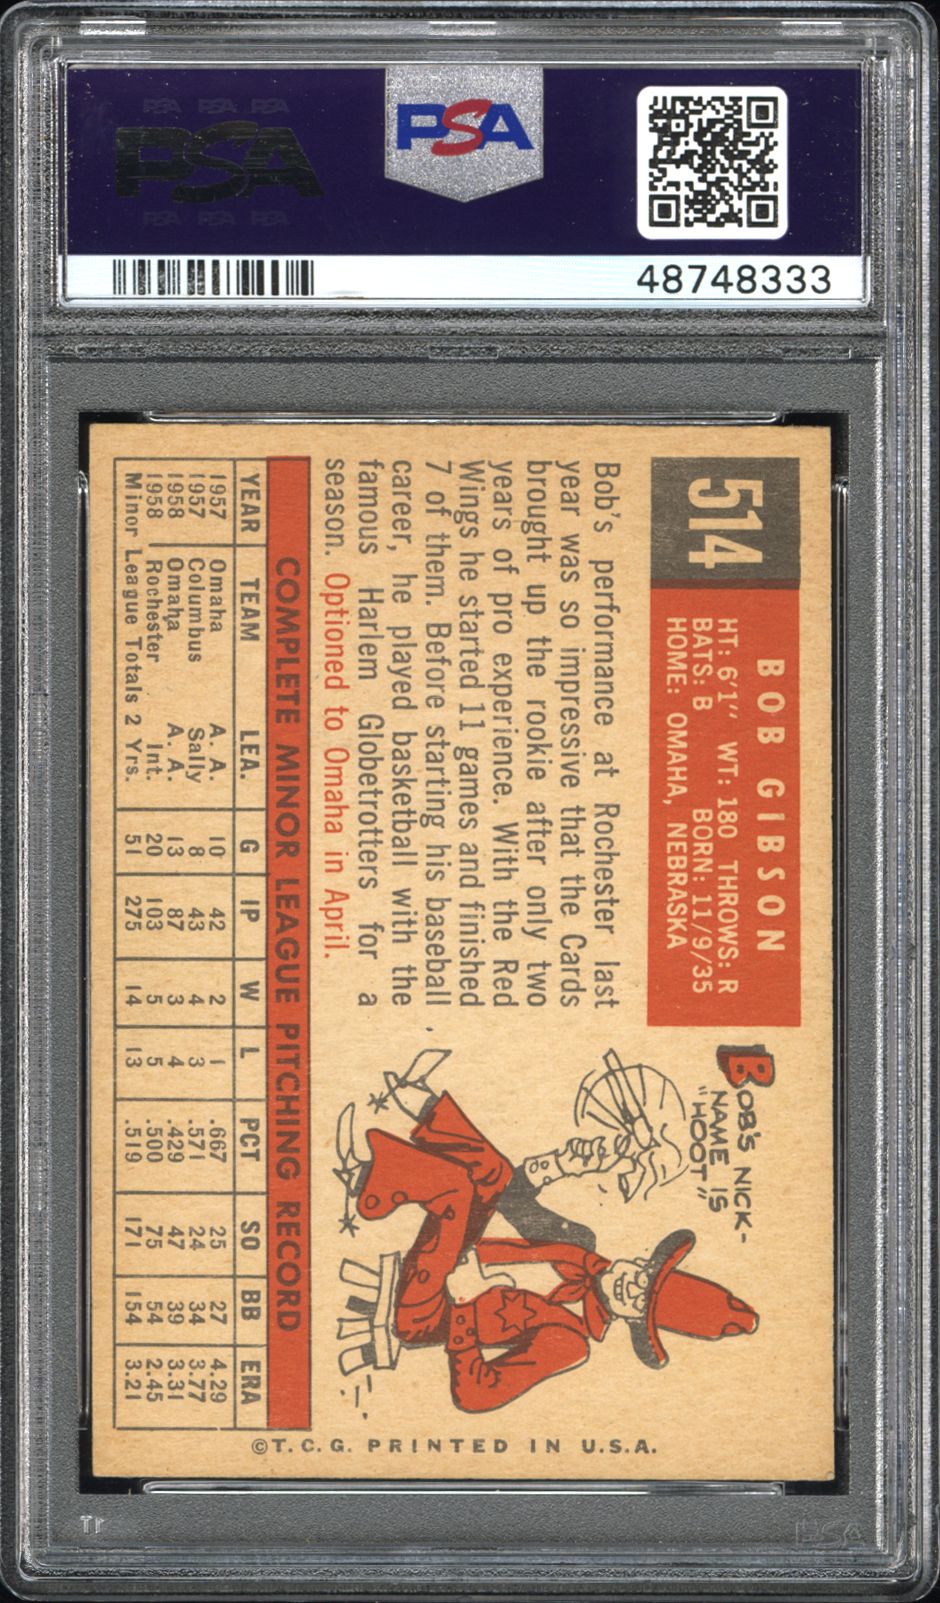 PSA PSA PSA
PSA
PSA PSA PSA
PSA
48748333
514
BOB GIBSON
HT: 6'1" WT: 180 THROWS: R
BATS: B BORN: 11/9/35
HOME: OMAHA, NEBRASKA
Bob's performance at Rochester last
year was so impressive that the Cards
brought up the rookie after only two
years of pro experience. With the Red
Wings he started 11 games and finished
7 of them. Before starting his baseball
career, he played basketball with the
famous Harlem Globetrotters for a
season. Optioned to Omaha in April.
BOB'S NICK-
NAME IS
"HOOT"
COMPLETE MINOR LEAGUE PITCHING RECORD
YEAR TEAM LEA. G IP W L PCT SO BB ERA
1957 Omaha A. A. 10 42 2 1 .667 25 27 4.29
1957 Columbus Sally 8 43 4 3 .571 24 34 3.77
1958 Omaha A. A. 13 87 3 4 .429 47 39 3.31
1958 Rochester Int. 20 103 5 5 .500 75 54 2.45
Minor League Totals 2 Yrs. 51 275 14 13 .519 171 154 3.21
©T.C.G. PRINTED IN U.S.A.
PSA